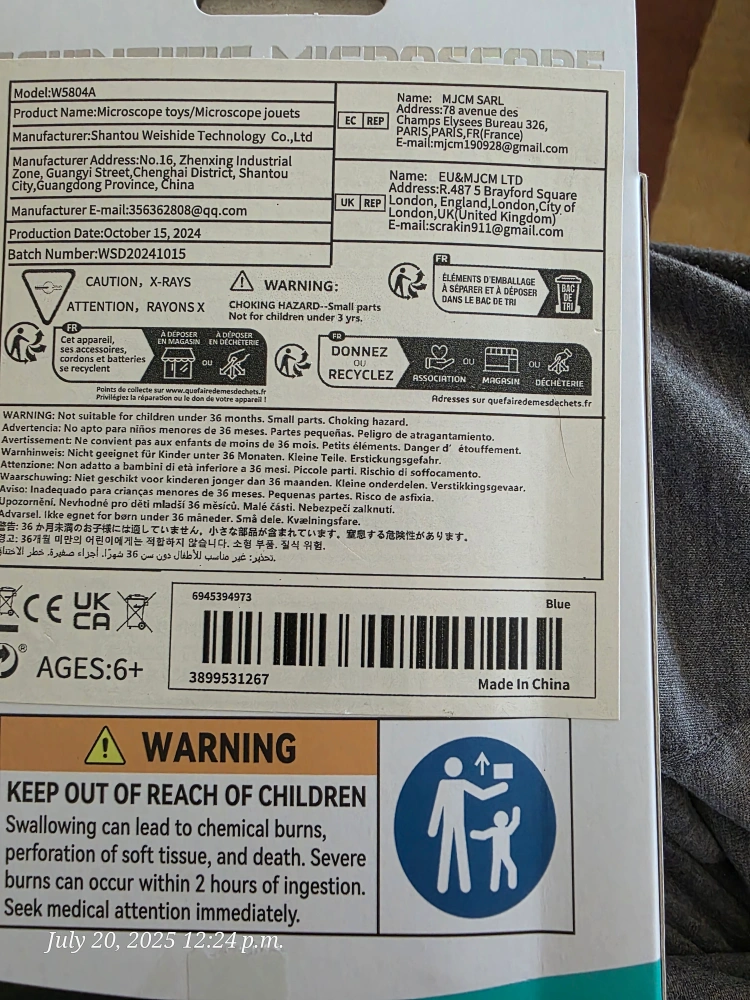 SCIENTIFIC MICROSCOPE
Model:W5804A
Product Name:Microscope toys/Microscope jouets
Manufacturer:Shantou Weishide Technology Co.,Ltd
Manufacturer Address:No.16, Zhenxing Industrial
Zone, Guangyi Street,Chenghai District, Shantou
City,Guangdong Province, China
Manufacturer E-mail:356362808@qq.com
Production Date:October 15, 2024
Batch Number:WSD20241015
EC REP
Name: MJCM SARL
Address:78 avenue des
Champs Elysees Bureau 326,
PARIS,PARIS,FR(France)
E-mail:mjcm190928@gmail.com
UK REP
Name: EU&MJCM LTD
Address:R.487 5 Brayford Square
London, England,London,City of
London,UK(United Kingdom)
E-mail:scrakin911@gmail.com
CAUTION, X-RAYS
ATTENTION, RAYONS X
WARNING:
CHOKING HAZARD--Small parts
Not for children under 3 yrs.
FR
ÉLÉMENTS D'EMBALLAGE
À SÉPARER ET À DÉPOSER
DANS LE BAC DE TRI
BAC
DE
TRI
FR
Cet appareil,
ses accessoires,
cordons et batteries
se recyclent
À DÉPOSER
EN MAGASIN
OU
À DÉPOSER
EN DÉCHÈTERIE
Points de collecte sur www.quefairedemesdechets.fr
Privilégiez la réparation ou le don de votre appareil !
FR
DONNEZ
OU
RECYCLEZ
ASSOCIATION
OU
MAGASIN
OU
DÉCHÈTERIE
Adresses sur quefairedemesdechets.fr
WARNING: Not suitable for children under 36 months. Small parts. Choking hazard.
Advertencia: No apto para niños menores de 36 meses. Partes pequeñas. Peligro de atragantamiento.
Avertissement: Ne convient pas aux enfants de moins de 36 mois. Petits éléments. Danger d' étouffement.
Warnhinweis: Nicht geeignet für Kinder unter 36 Monaten. Kleine Teile. Erstickungsgefahr.
Attenzione: Non adatto a bambini di età inferiore a 36 mesi. Piccole parti. Rischio di soffocamento.
Waarschuwing: Niet geschikt voor kinderen jonger dan 36 maanden. Kleine onderdelen. Verstikkingsgevaar.
Aviso: Inadequado para crianças menores de 36 meses. Pequenas partes. Risco de asfixia.
Upozornění. Nevhodné pro děti mladší 36 měsíců. Malé části. Nebezpečí zalknutí.
Advarsel. Ikke egnet for børn under 36 måneder. Små dele. Kvælningsfare.
警告: 36 か月未満のお子様には適していません。小さな部品が含まれています。窒息する危険性があります。
경고: 36개월 미만의 어린이에게는 적합하지 않습니다. 소형 부품. 질식 위험.
تحذير: غير مناسب للأطفال دون سن 36 شهرًا. أجزاء صغيرة. خطر الاختناق
CE UK
CA
AGES:6+
6945394973
Blue
3899531267
Made In China
WARNING
KEEP OUT OF REACH OF CHILDREN
Swallowing can lead to chemical burns,
perforation of soft tissue, and death. Severe
burns can occur within 2 hours of ingestion.
Seek medical attention immediately.
July 20, 2025 12:24 p.m.